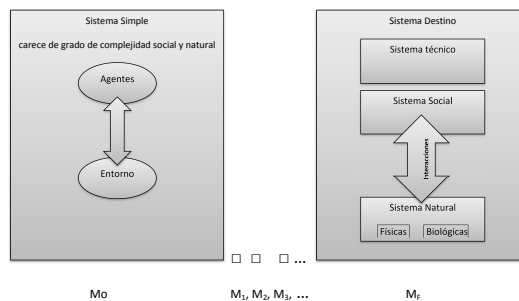 Sistema Simple
carece de grado de complejidad social y natural
Agentes
Entorno
Mo
M1, M2, M3, ...
...
Sistema Destino
Sistema técnico
Sistema Social
Interacciones
Sistema Natural
Físicas
Biológicas
MF